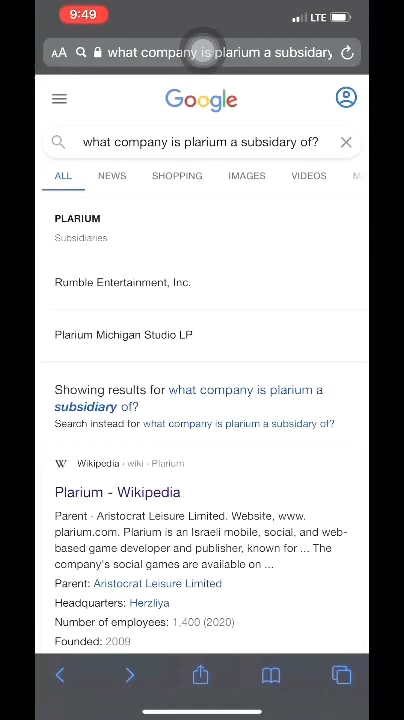 9:49
LTE
AA what company is plarium a subsidary
Google
what company is plarium a subsidary of?
ALL NEWS SHOPPING IMAGES VIDEOS M
PLARIUM
Subsidiaries
Rumble Entertainment, Inc.
Plarium Michigan Studio LP
Showing results for what company is plarium a
subsidiary of?
Search instead for what company is plarium a subsidary of?
W Wikipedia › wiki › Plarium
Plarium - Wikipedia
Parent · Aristocrat Leisure Limited. Website, www.
plarium.com. Plarium is an Israeli mobile, social, and web-
based game developer and publisher, known for ... The
company's social games are available on ...
Parent: Aristocrat Leisure Limited
Headquarters: Herzliya
Number of employees: 1,400 (2020)
Founded: 2009